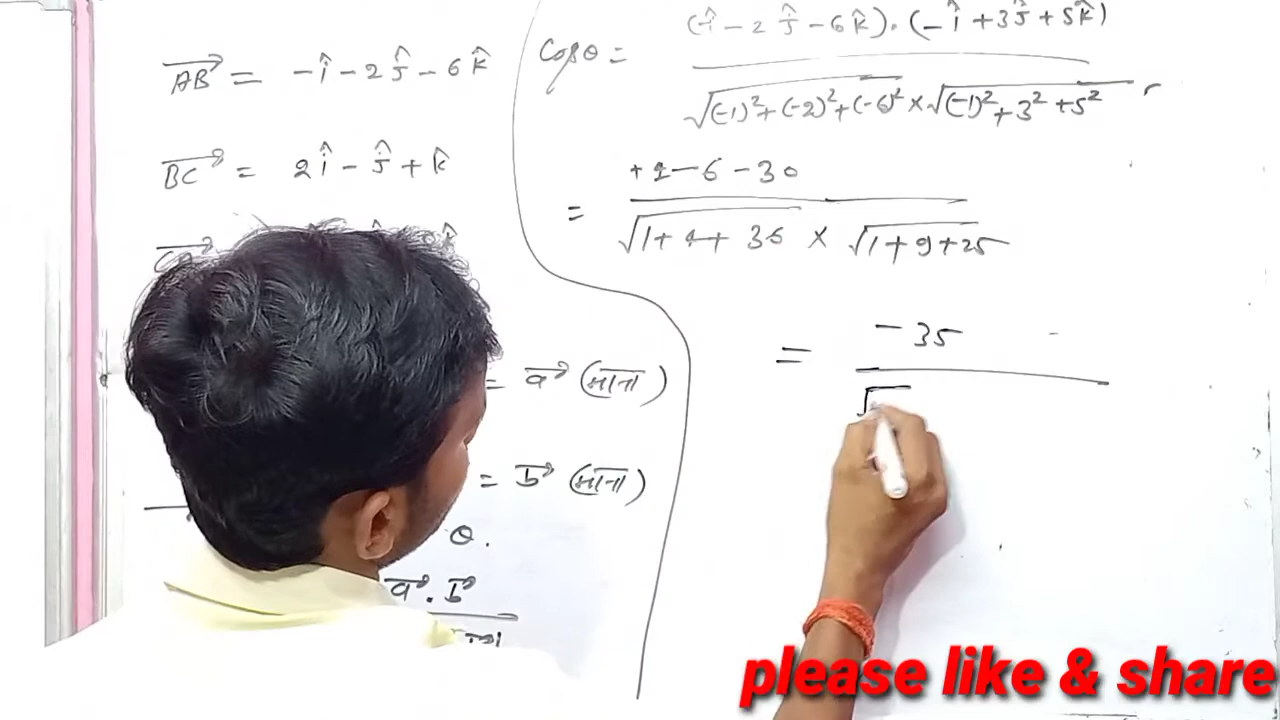 AB⃗ = -î - 2ĵ - 6k̂
BC⃗ = 2î - ĵ + k̂
= a⃗ (माना)
= b⃗ (माना)
θ.
a⃗ . b⃗
Cosθ = (-î - 2ĵ - 6k̂) . (-î + 3ĵ + 5k̂)
√(-1)² + (-2)² + (-6)² × √(-1)² + 3² + 5²
+1 - 6 - 30
= √1 + 4 + 36 × √1 + 9 + 25
= - 35
√
please like & share